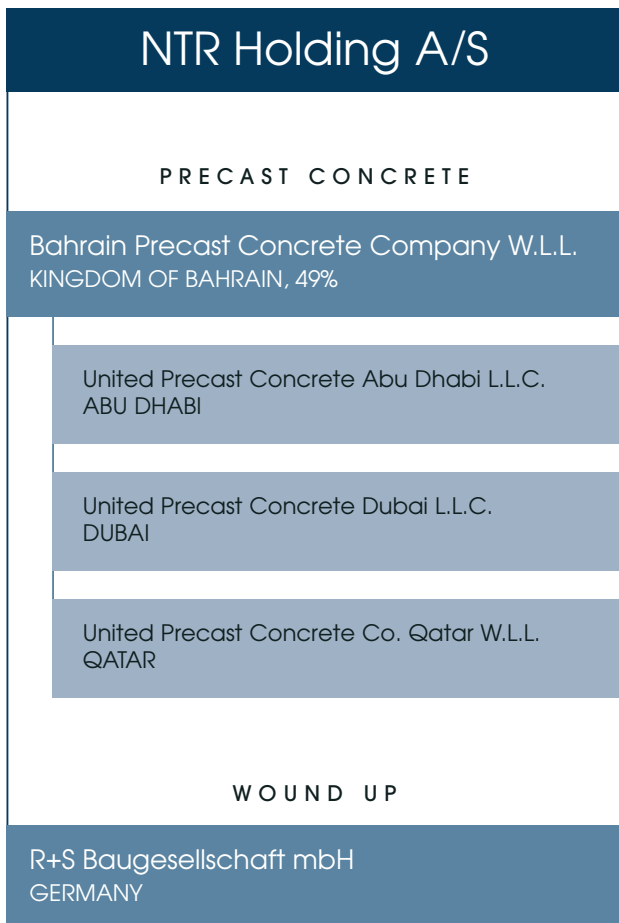 NTR Holding A/S
PRECAST CONCRETE
Bahrain Precast Concrete Company W.L.L.
KINGDOM OF BAHRAIN, 49%
United Precast Concrete Abu Dhabi L.L.C.
ABU DHABI
United Precast Concrete Dubai L.L.C.
DUBAI
United Precast Concrete Co. Qatar W.L.L.
QATAR
WOUND UP
R+S Baugesellschaft mbH
GERMANY